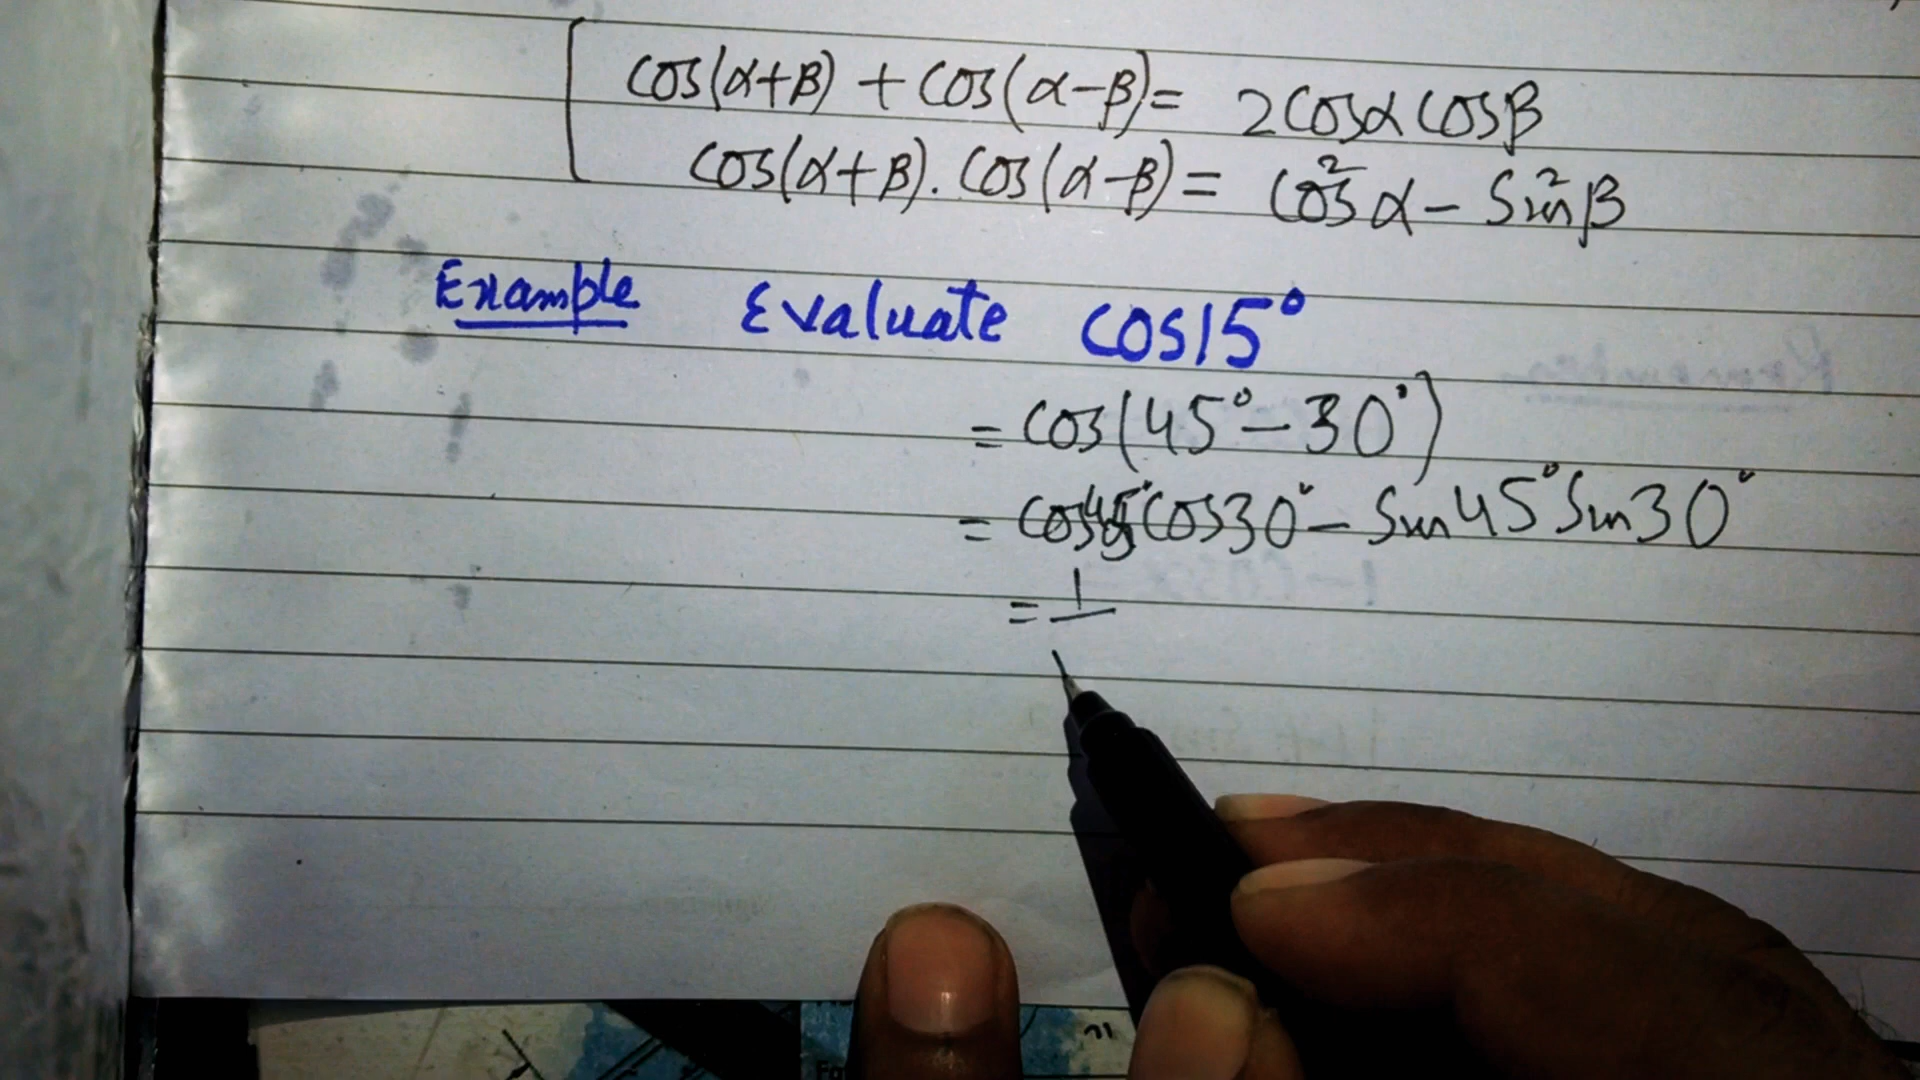 cos(α+β) + cos(α-β) = 2cosα cosβ
cos(α+β). cos(α-β) = cos²α - Sin²β
Example Evaluate cos15°
= cos(45°-30°)
= cos45°cos30° - Sin45°Sin30°
= 1